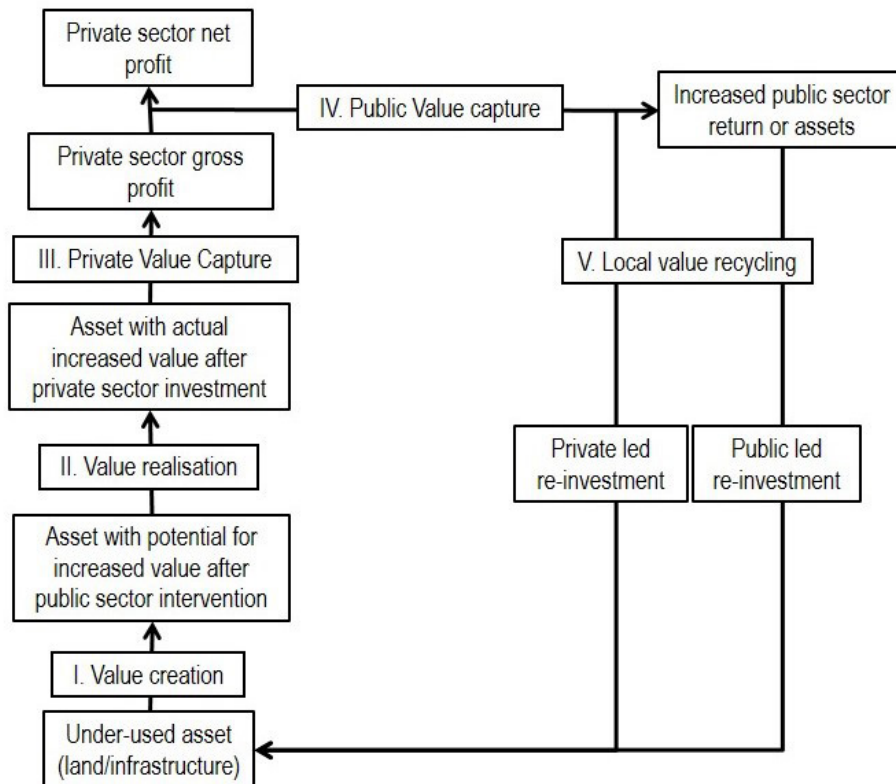 Private sector net
profit
IV. Public Value capture
Increased public sector
return or assets
Private sector gross
profit
III. Private Value Capture
V. Local value recycling
Asset with actual
increased value after
private sector investment
II. Value realisation
Private led
re-investment
Public led
re-investment
Asset with potential for
increased value after
public sector intervention
I. Value creation
Under-used asset
(land/infrastructure)